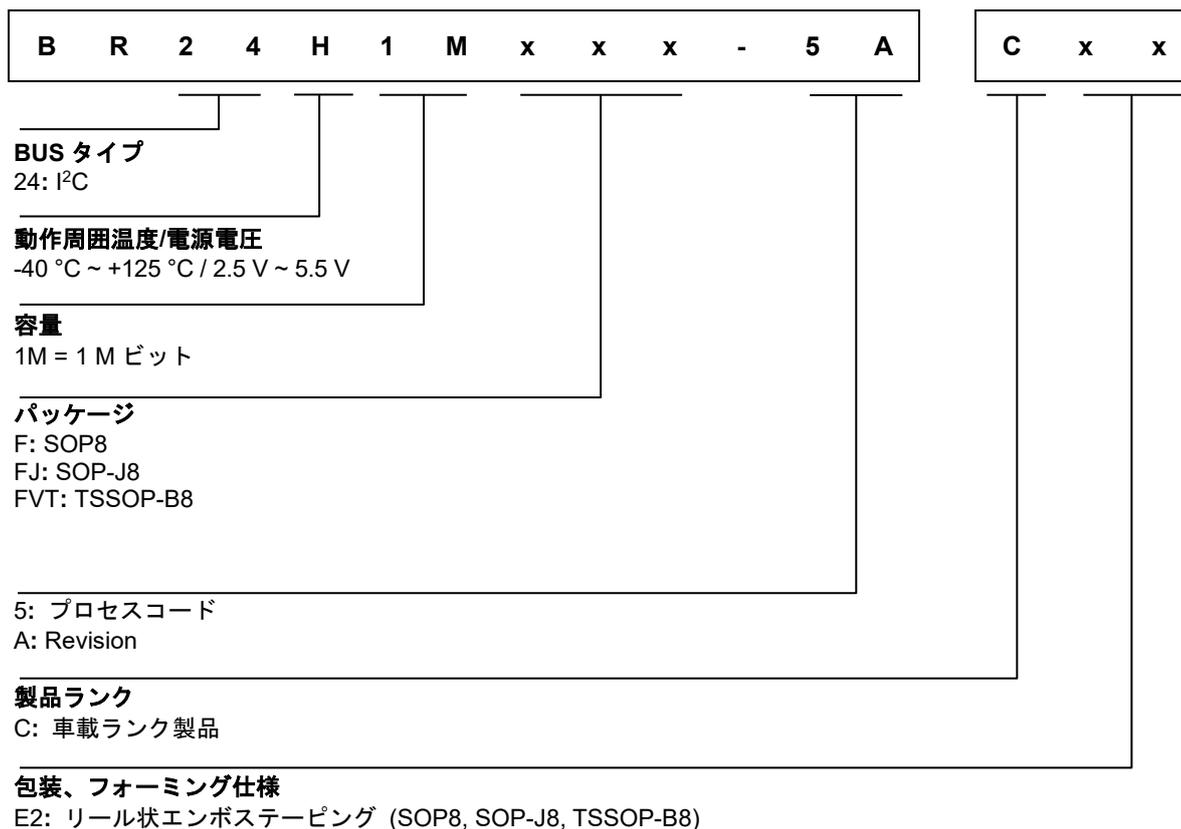 B R 2 4 H 1 M x x x - 5 A C x x
BUS タイプ
24: I²C
動作周囲温度/電源電圧
-40 °C ~ +125 °C / 2.5 V ~ 5.5 V
容量
1M = 1 M ビット
パッケージ
F: SOP8
FJ: SOP-J8
FVT: TSSOP-B8
5: プロセスコード
A: Revision
製品ランク
C: 車載ランク製品
包装、フォーミング仕様
E2: リール状エンボステーピング (SOP8, SOP-J8, TSSOP-B8)